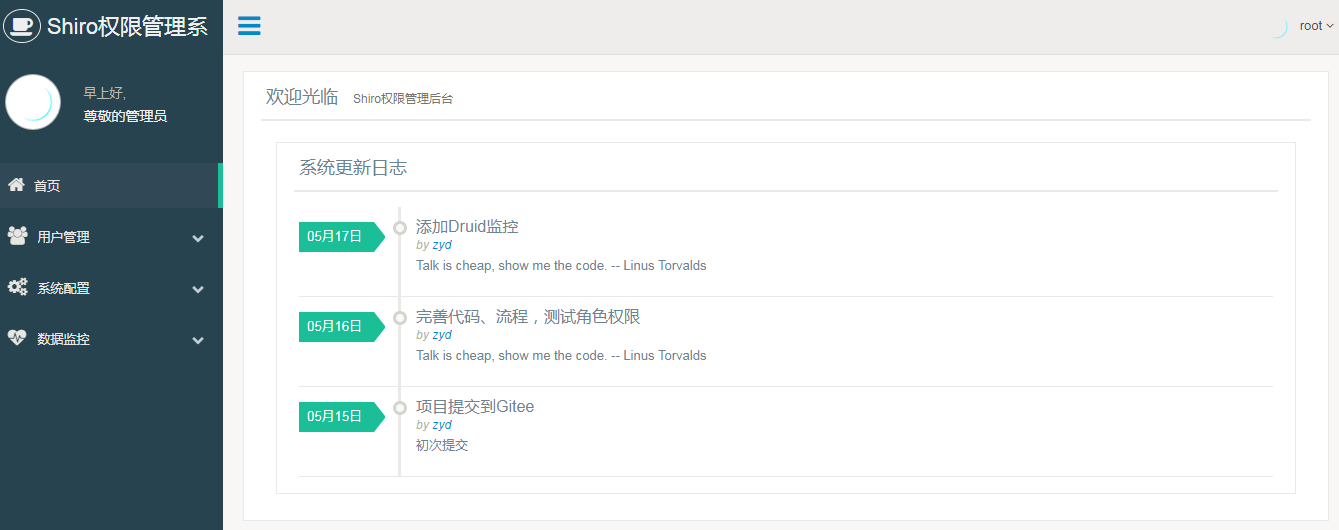 Shiro权限管理系
root
早上好,
尊敬的管理员
首页
用户管理
系统配置
数据监控
欢迎光临 Shiro权限管理后台
系统更新日志
05月17日
添加Druid监控
by zyd
Talk is cheap, show me the code. -- Linus Torvalds
05月16日
完善代码、流程，测试角色权限
by zyd
Talk is cheap, show me the code. -- Linus Torvalds
05月15日
项目提交到Gitee
by zyd
初次提交